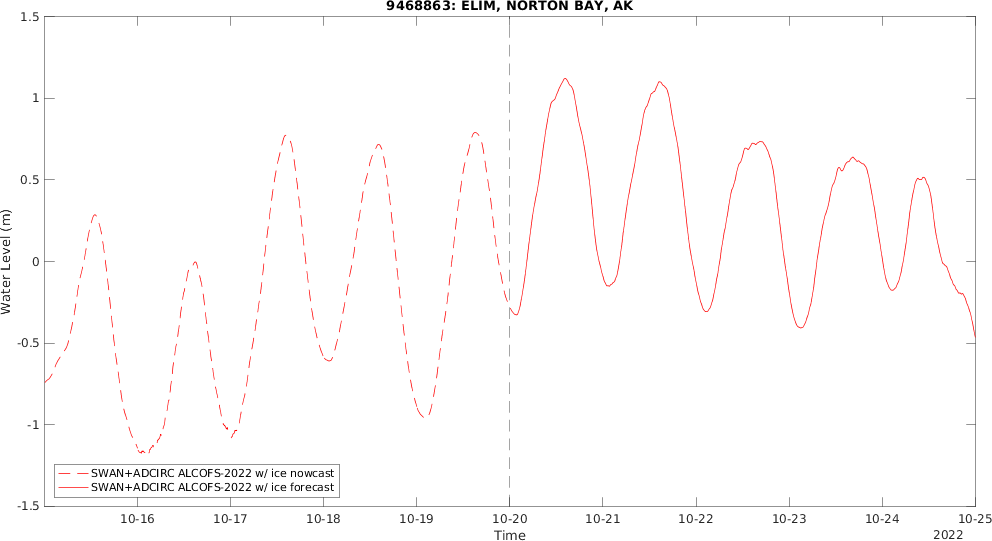 9468863: ELIM, NORTON BAY, AK
1.5
1
0.5
0
-0.5
-1
-1.5
Water Level (m)
SWAN+ADCIRC ALCOFS-2022 w/ ice nowcast
SWAN+ADCIRC ALCOFS-2022 w/ ice forecast
10-16 10-17 10-18 10-19 10-20 10-21 10-22 10-23 10-24 10-25
Time
2022